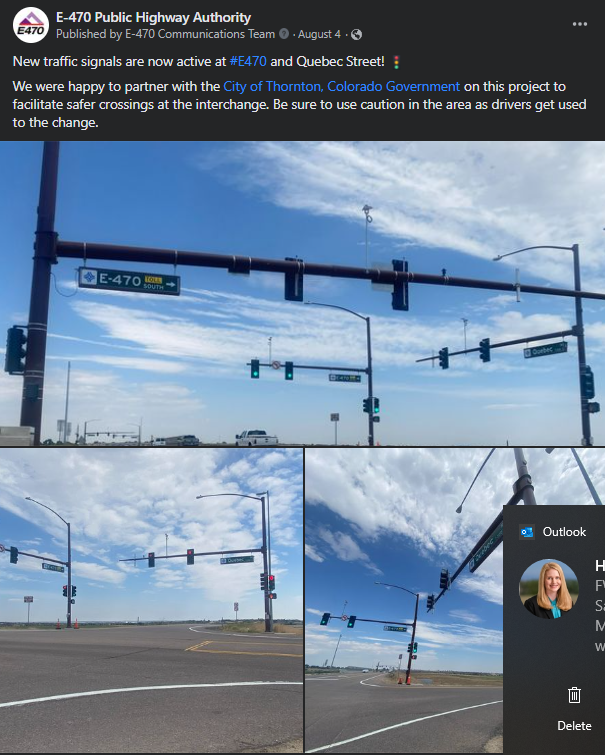 E-470 Public Highway Authority
Published by E-470 Communications Team · August 4 ·
New traffic signals are now active at #E470 and Quebec Street!
We were happy to partner with the City of Thornton, Colorado Government on this project to
facilitate safer crossings at the interchange. Be sure to use caution in the area as drivers get used
to the change.
E470
E-470 TOLL
SOUTH
Quebec
Quebec
Outlook
H
FV
Sa
M
w
Delete